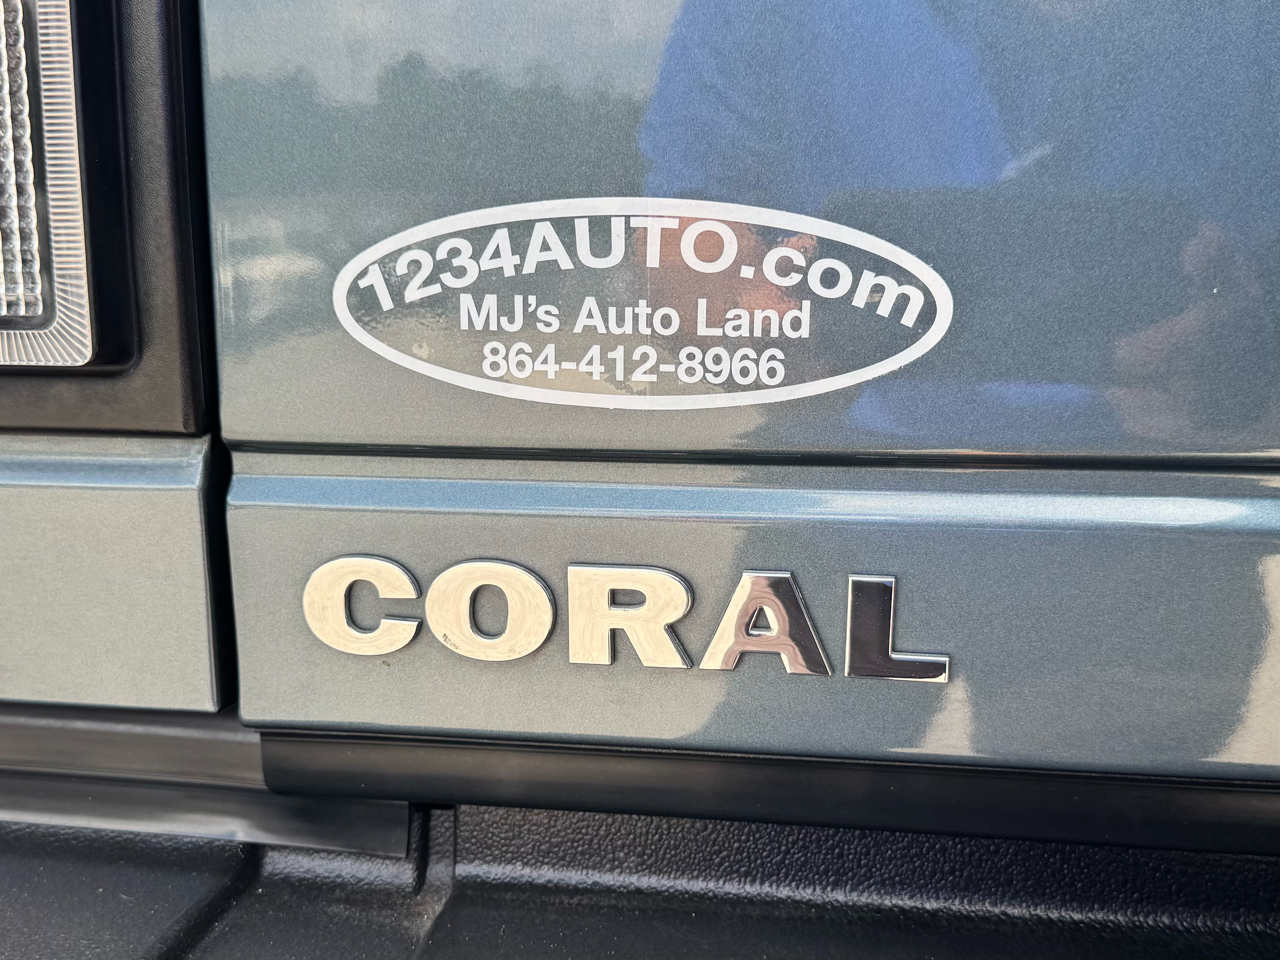 1234AUTO.com
MJ's Auto Land
864-412-8966
CORAL